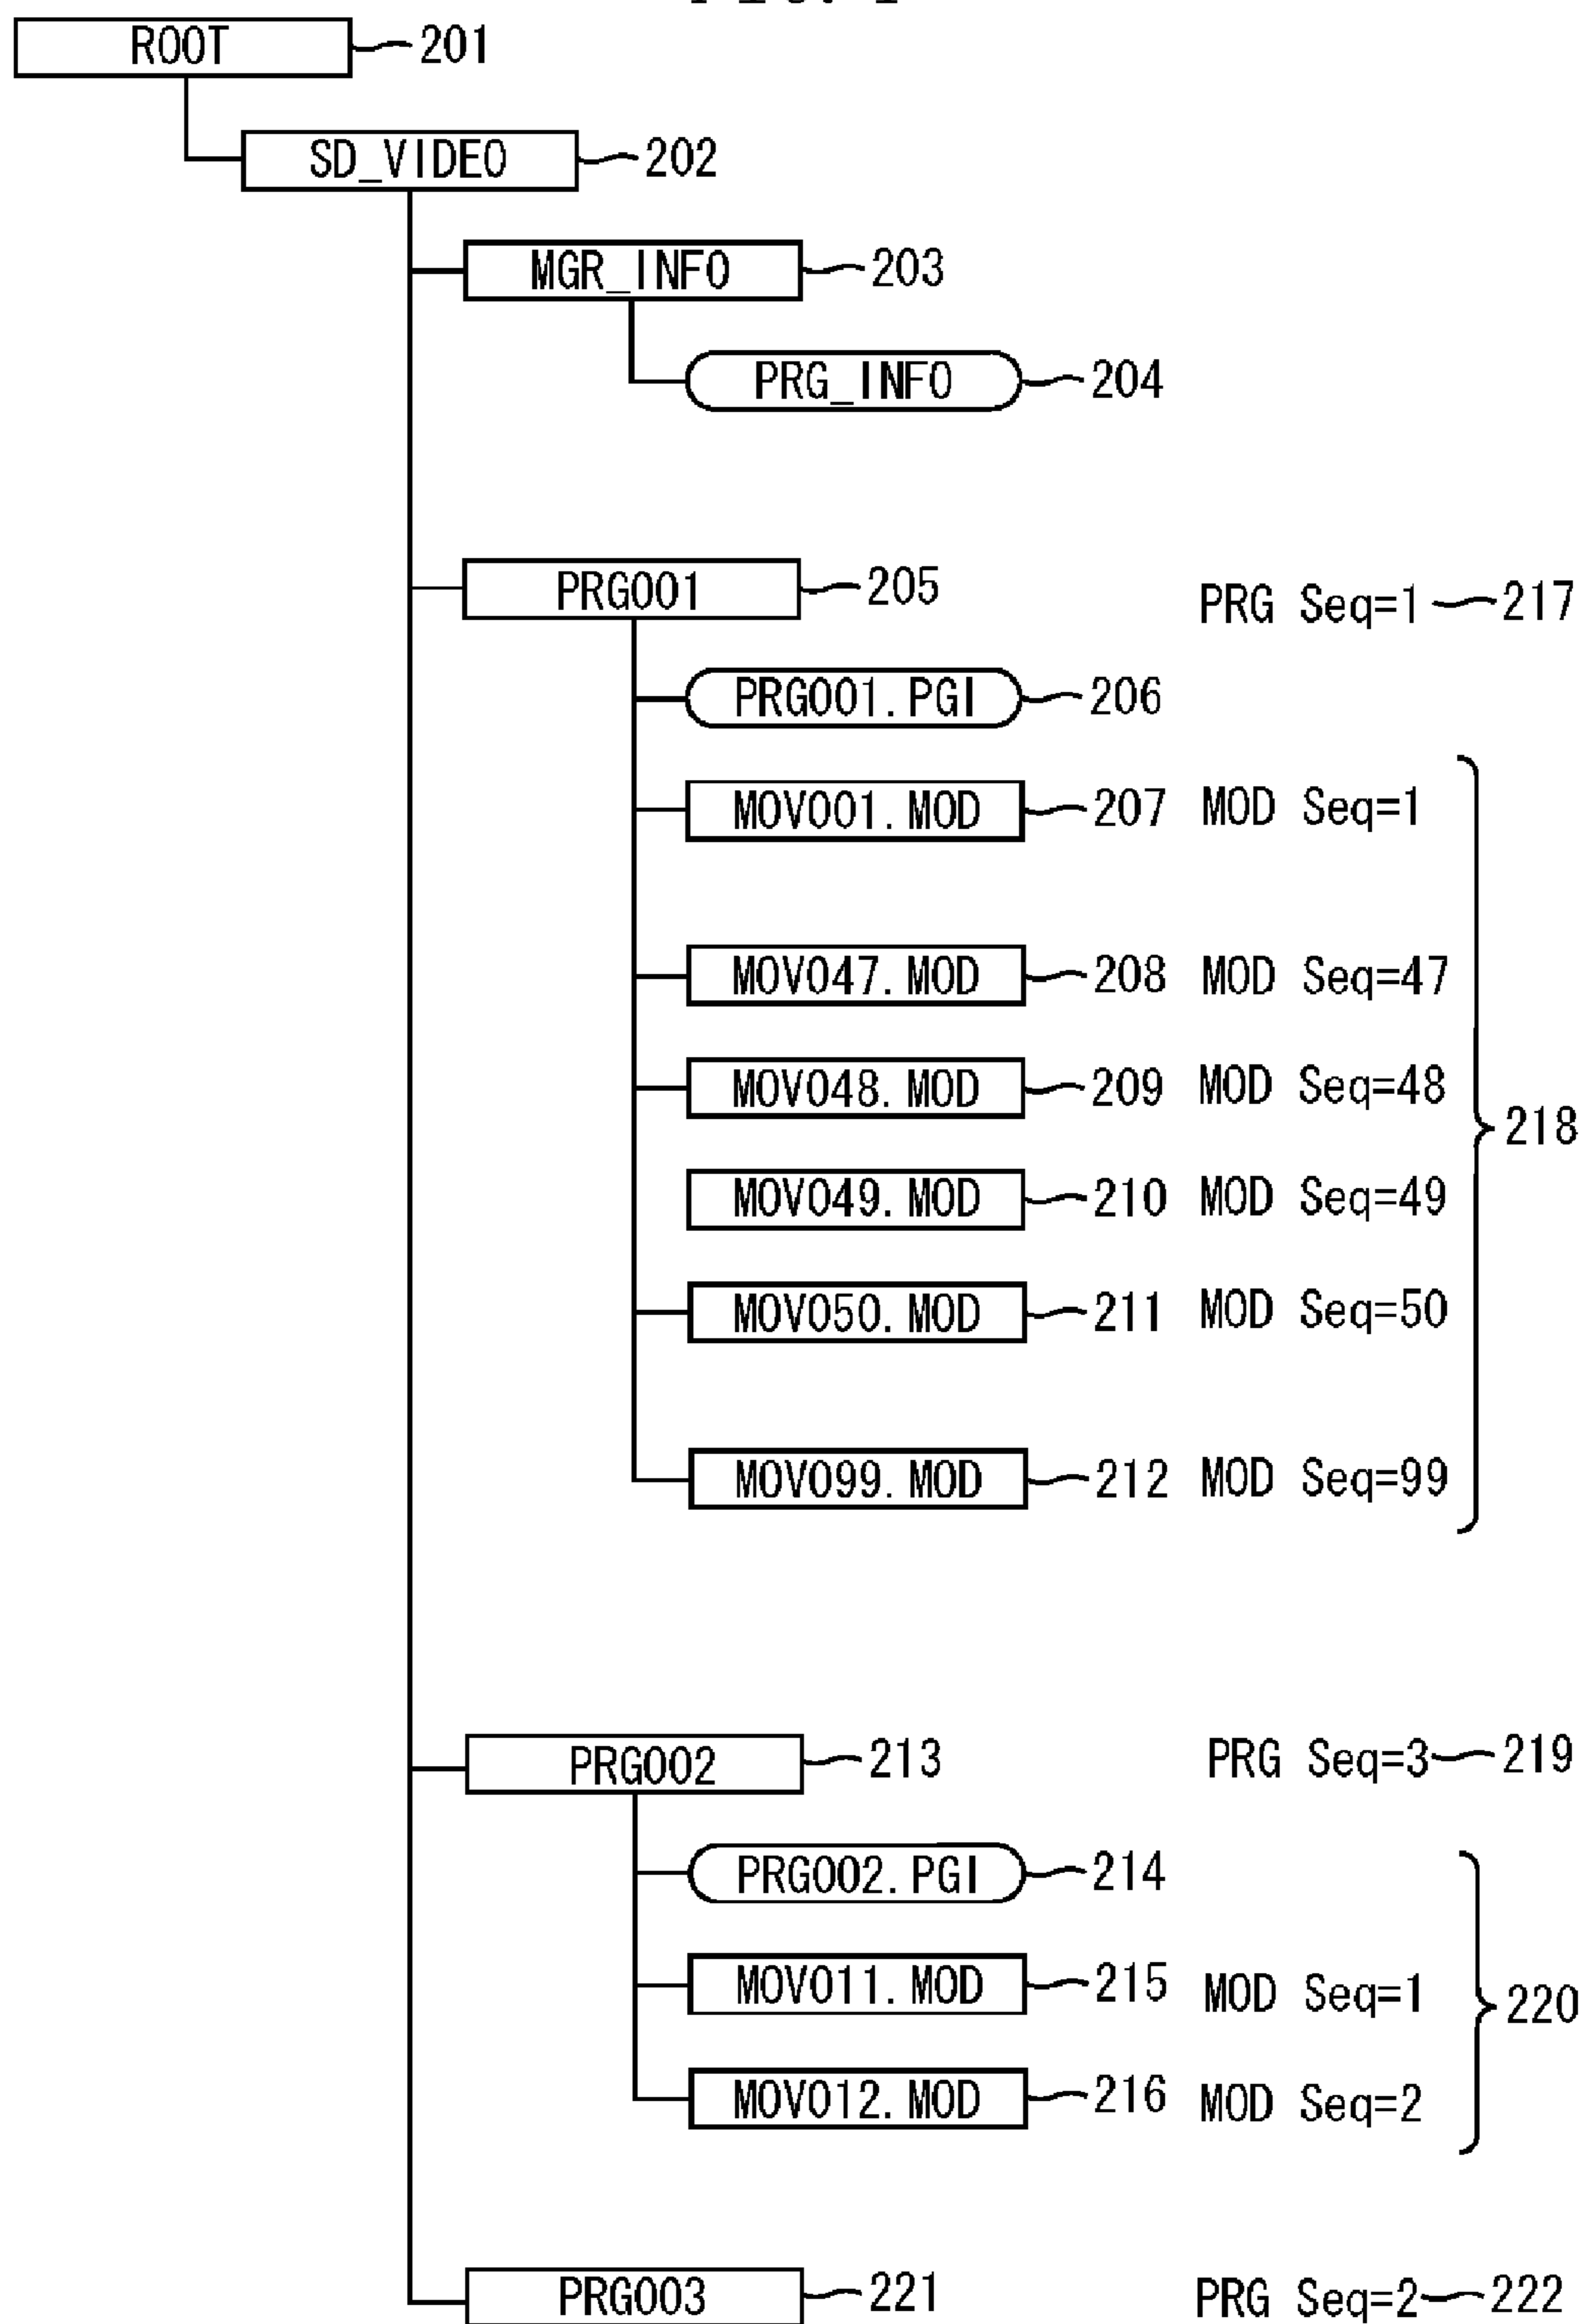 ROOT 201
SD_VIDEO 202
MGR_INFO 203
PRG_INFO 204
PRG001 205 PRG Seq=1 217
PRG001.PGI 206
MOV001.MOD 207 MOD Seq=1
MOV047.MOD 208 MOD Seq=47
MOV048.MOD 209 MOD Seq=48
218
MOV049.MOD 210 MOD Seq=49
MOV050.MOD 211 MOD Seq=50
MOV099.MOD 212 MOD Seq=99
PRG002 213 PRG Seq=3 219
PRG002.PGI 214
MOV011.MOD 215 MOD Seq=1
220
MOV012.MOD 216 MOD Seq=2
PRG003 221 PRG Seq=2 222